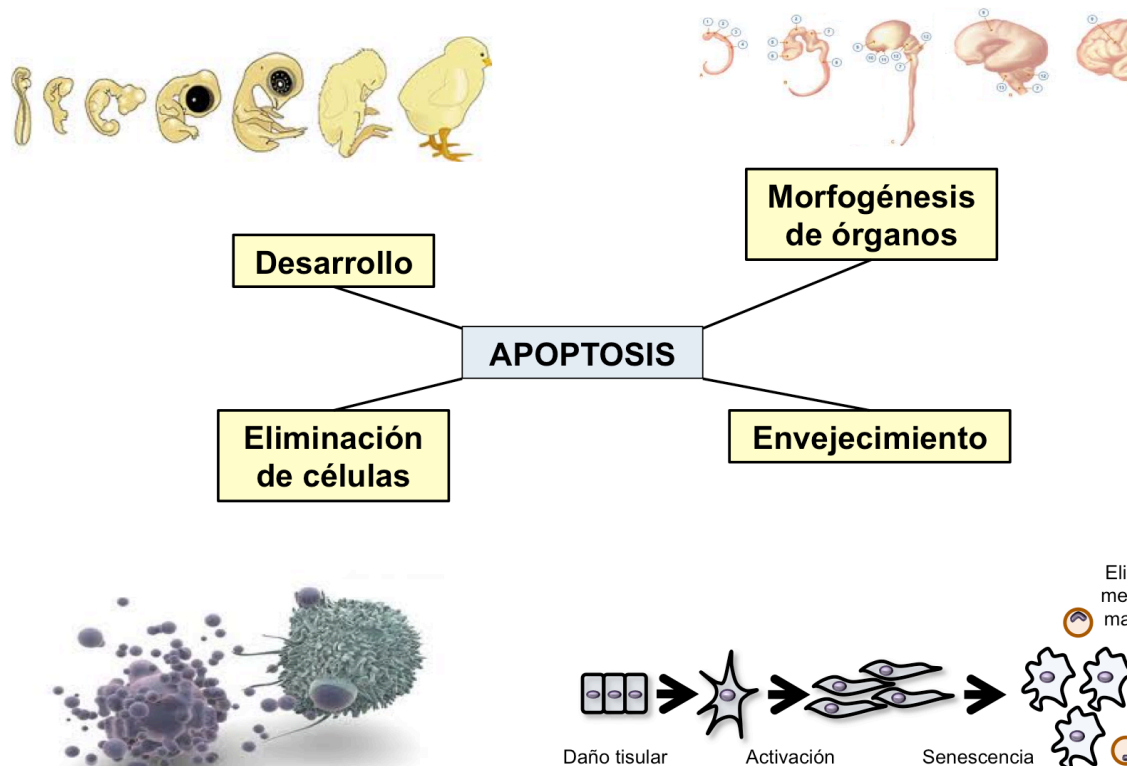 Morfogénesis
de órganos
Desarrollo
APOPTOSIS
Eliminación
de células
Envejecimiento
Daño tisular
Activación
Senescencia